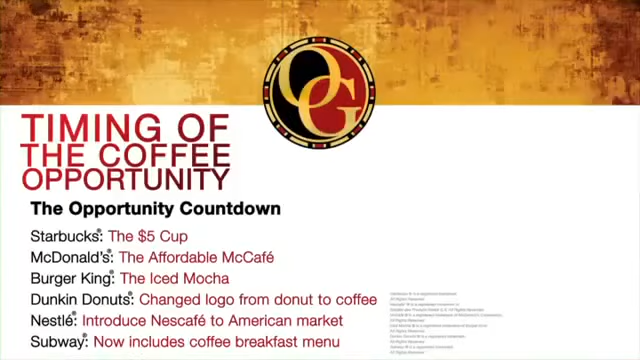 OG
TIMING OF
THE COFFEE
OPPORTUNITY
The Opportunity Countdown
Starbucks®: The $5 Cup
McDonald's®: The Affordable McCafé
Burger King®: The Iced Mocha
Dunkin Donuts®: Changed logo from donut to coffee
Nestlé®: Introduce Nescafé to American market
Subway®: Now includes coffee breakfast menu